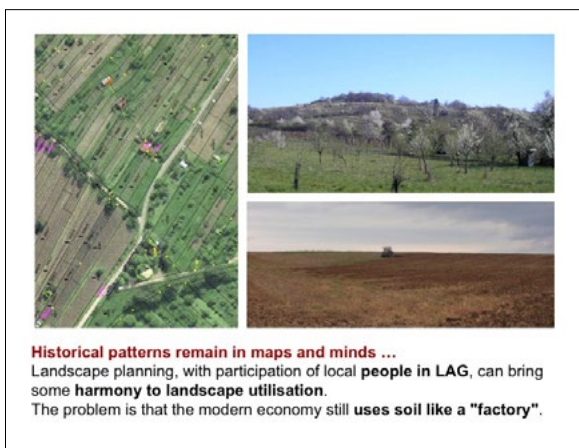 Historical patterns remain in maps and minds ...
Landscape planning, with participation of local people in LAG, can bring
some harmony to landscape utilisation.
The problem is that the modern economy still uses soil like a "factory".